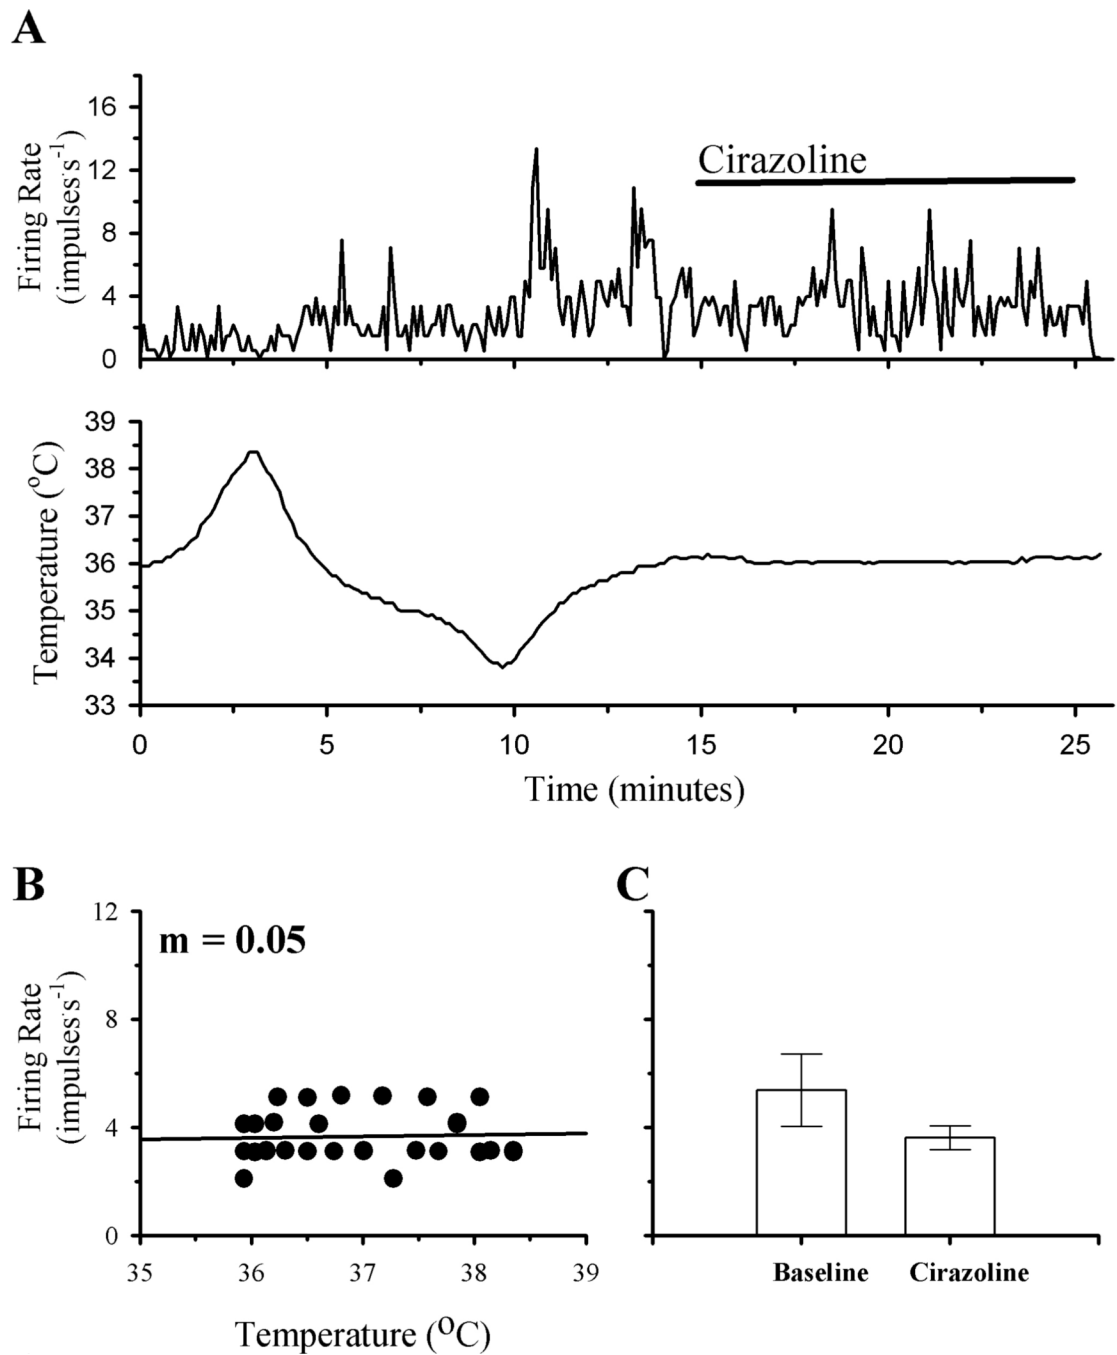 A
Firing Rate
(impulses·s-1)
16
12
8
4
0
Cirazoline
Temperature (oC)
39
38
37
36
35
34
33
0 5 10 15 20 25
Time (minutes)
B
C
Firing Rate
(impulses·s-1)
12
8
4
0
m = 0.05
35 36 37 38 39
Temperature (oC)
Baseline Cirazoline